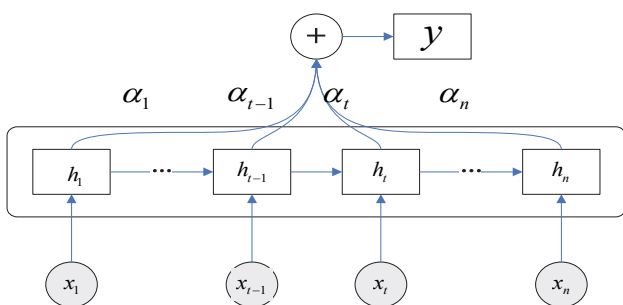 + y
α₁ αₜ₋₁ αₜ αₙ
h₁ ... hₜ₋₁ hₜ ... hₙ
x₁ xₜ₋₁ xₜ xₙ